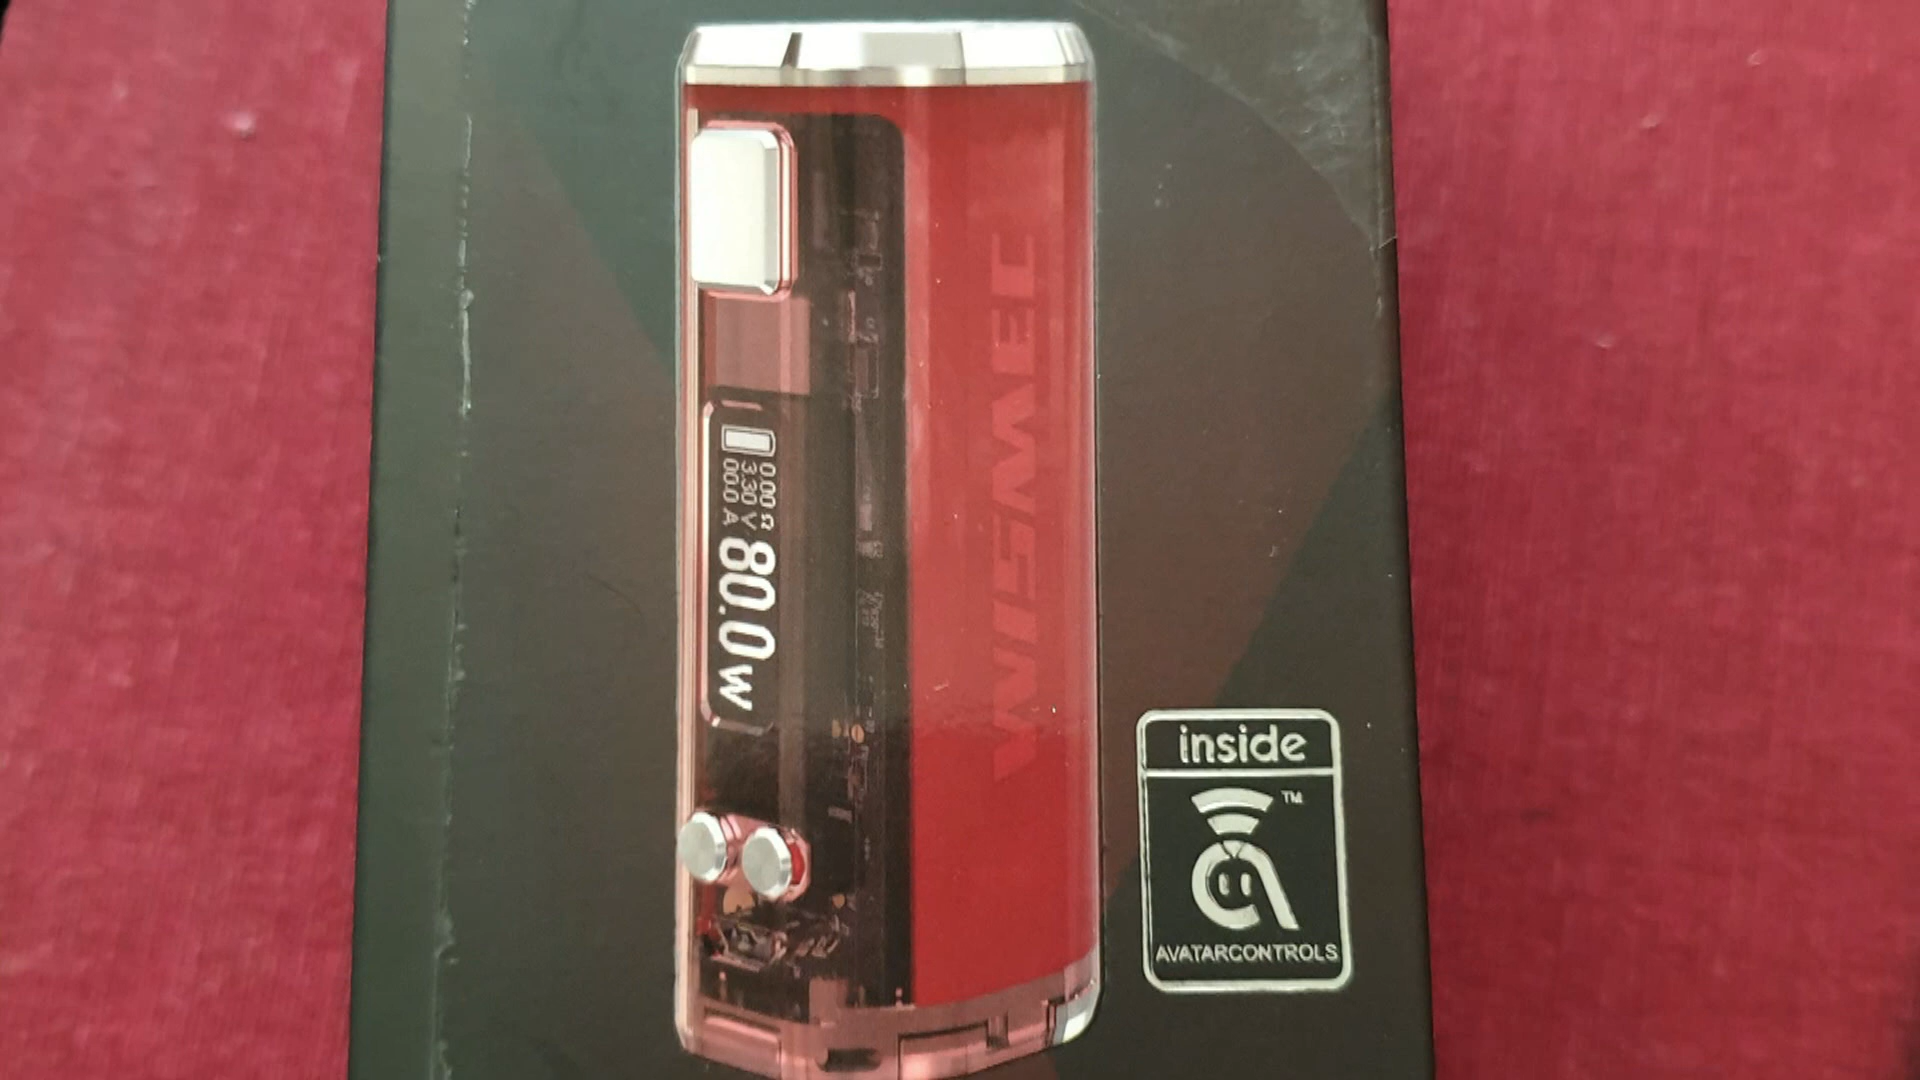 WISMEC
0.00 Ω
3.30 V
00.0 A
80.0W
inside
TM
AVATARCONTROLS